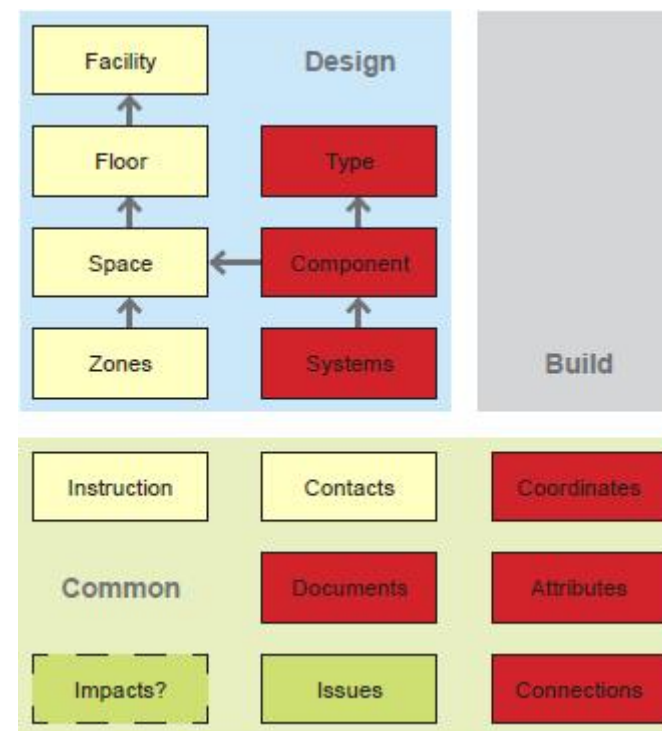 Facility
Design
Floor
Type
Space
Component
Zones
Systems
Build
Instruction
Contacts
Coordinates
Common
Documents
Attributes
Impacts?
Issues
Connections